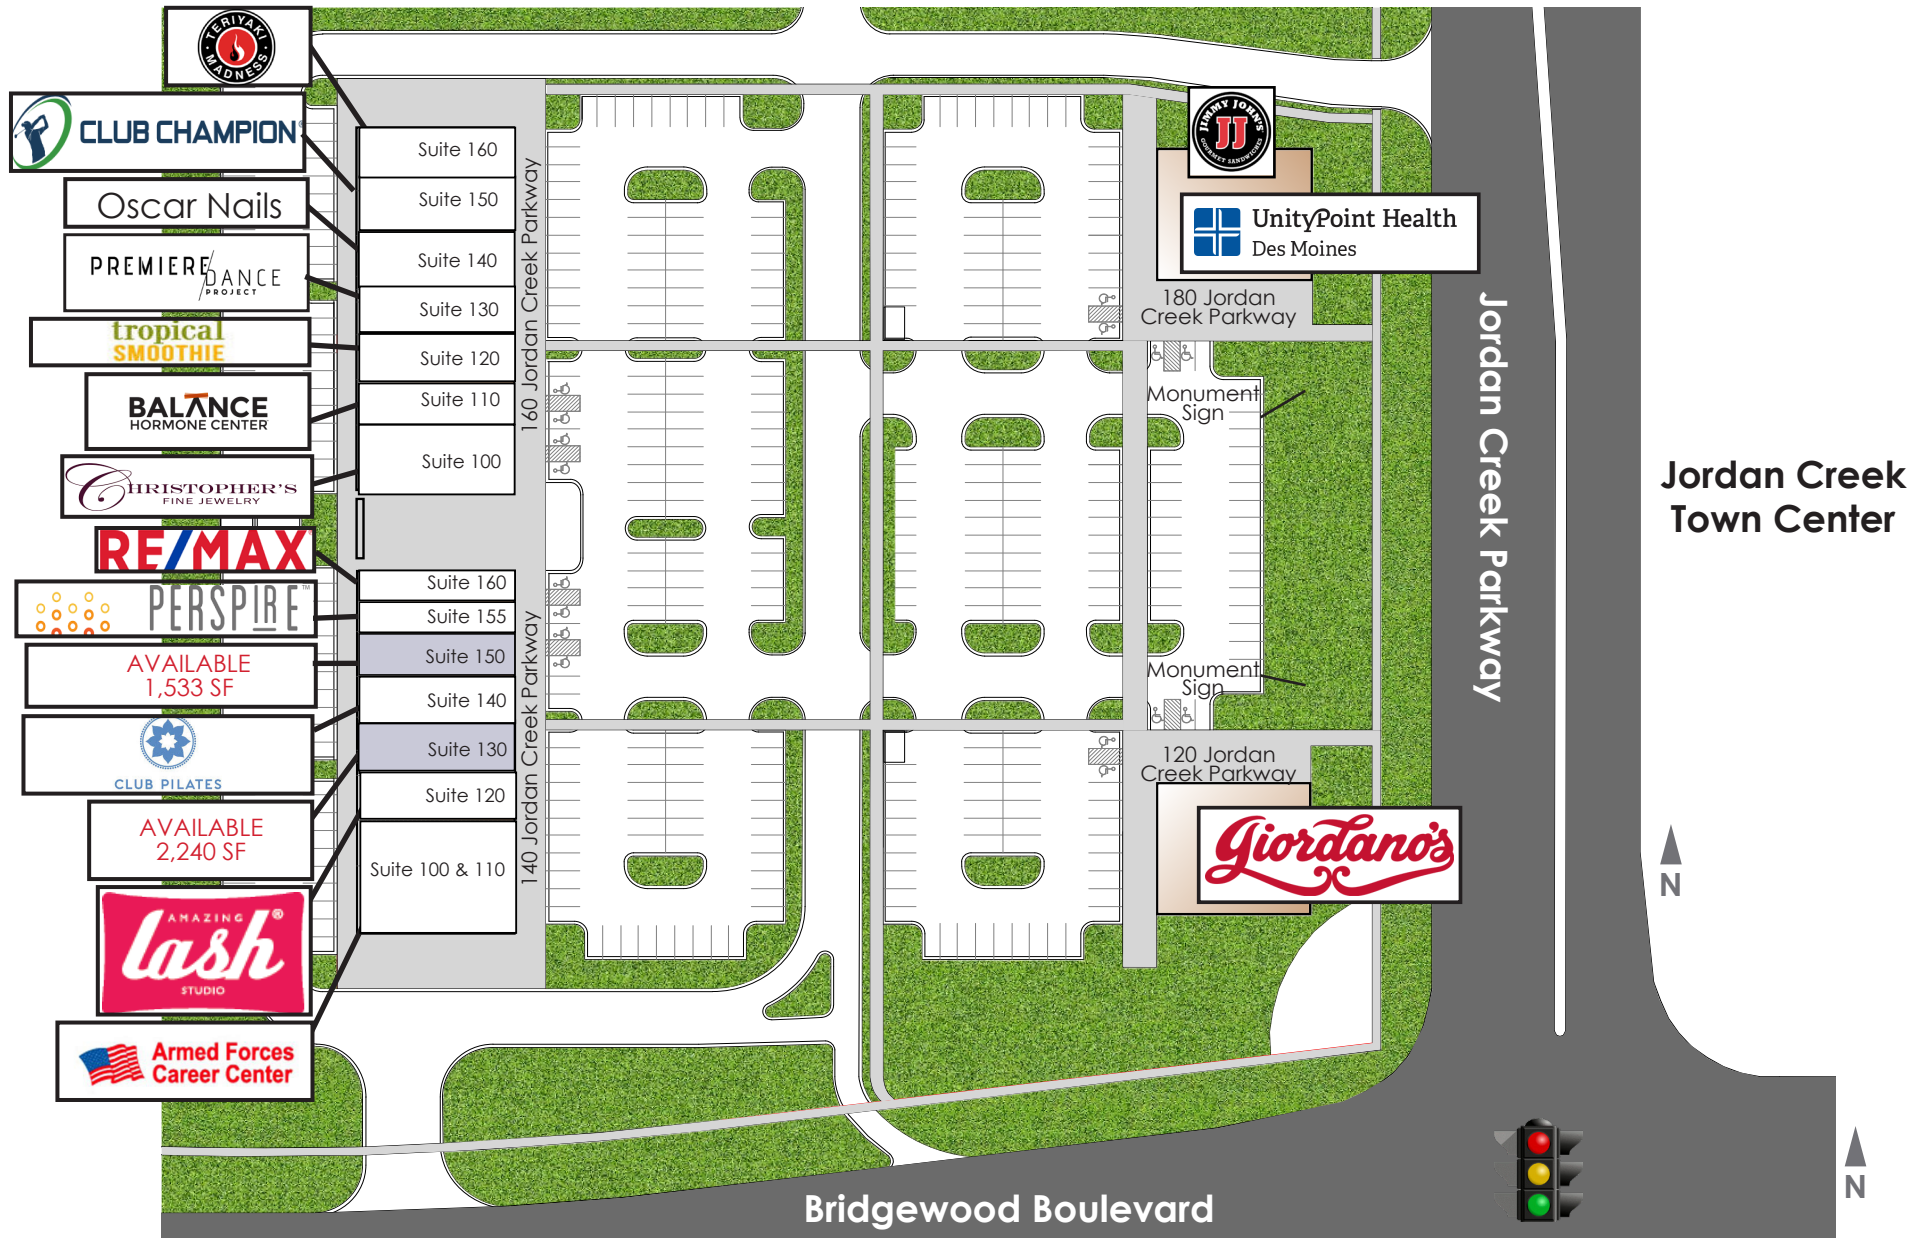 TERIYAKI
MADNESS
CLUB CHAMPION
Oscar Nails
PREMIERE/DANCE
PROJECT
tropical
SMOOTHIE
BALANCE
HORMONE CENTER
CHRISTOPHER'S
FINE JEWELRY
RE/MAX
PERSPIRE™
AVAILABLE
1,533 SF
CLUB PILATES
AVAILABLE
2,240 SF
AMAZING
lash®
STUDIO
Armed Forces
Career Center
Suite 160
Suite 150
Suite 140
Suite 130
Suite 120
Suite 110
Suite 100
160 Jordan Creek Parkway
Suite 160
Suite 155
Suite 150
Suite 140
Suite 130
Suite 120
Suite 100 & 110
140 Jordan Creek Parkway
JIMMY JOHN'S
JJ
GOURMET SANDWICHES
UnityPoint Health
Des Moines
180 Jordan
Creek Parkway
Monument
Sign
Monument
Sign
120 Jordan
Creek Parkway
Giordano's
Jordan Creek Parkway
Jordan Creek
Town Center
N
N
Bridgewood Boulevard